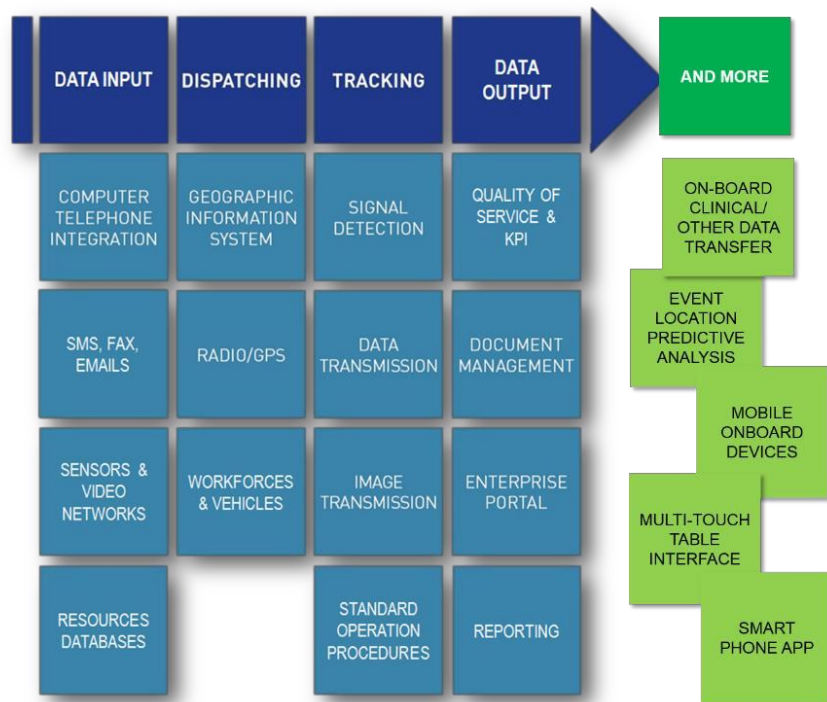 DATA INPUT
DISPATCHING
TRACKING
DATA
OUTPUT
AND MORE
COMPUTER
TELEPHONE
INTEGRATION
GEOGRAPHIC
INFORMATION
SYSTEM
SIGNAL
DETECTION
QUALITY OF
SERVICE &
KPI
ON-BOARD
CLINICAL/
OTHER DATA
TRANSFER
SMS, FAX,
EMAILS
RADIO/GPS
DATA
TRANSMISSION
DOCUMENT
MANAGEMENT
EVENT
LOCATION
PREDICTIVE
ANALYSIS
MOBILE
ONBOARD
DEVICES
SENSORS &
VIDEO
NETWORKS
WORKFORCES
& VEHICLES
IMAGE
TRANSMISSION
ENTERPRISE
PORTAL
MULTI-TOUCH
TABLE
INTERFACE
RESOURCES
DATABASES
STANDARD
OPERATION
PROCEDURES
REPORTING
SMART
PHONE APP